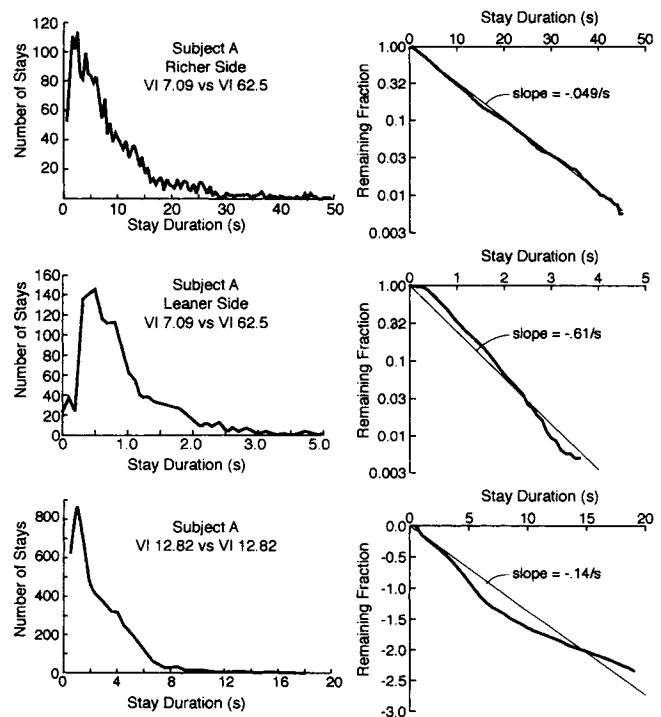 Number of Stays
120
100
80
60
40
20
0 10 20 30 40 50
Stay Duration (s)
Subject A
Richer Side
VI 7.09 vs VI 62.5
Stay Duration (s)
0 10 20 30 40 50
Remaining Fraction
1.00
0.32
0.1
0.03
0.01
0.003
slope = -.049/s
Number of Stays
160
140
120
100
80
60
40
20
0
0 1.0 2.0 3.0 4.0 5.0
Stay Duration (s)
Subject A
Leaner Side
VI 7.09 vs VI 62.5
Stay Duration (s)
0 1 2 3 4 5
Remaining Fraction
1.00
0.32
0.1
0.03
0.01
0.003
slope = -.61/s
Number of Stays
800
600
400
200
0
0 4 8 12 16 20
Stay Duration (s)
Subject A
VI 12.82 vs VI 12.82
Stay Duration (s)
0 5 10 15 20
Remaining Fraction
0.0
-0.5
-1.0
-1.5
-2.0
-2.5
-3.0
slope = -.14/s